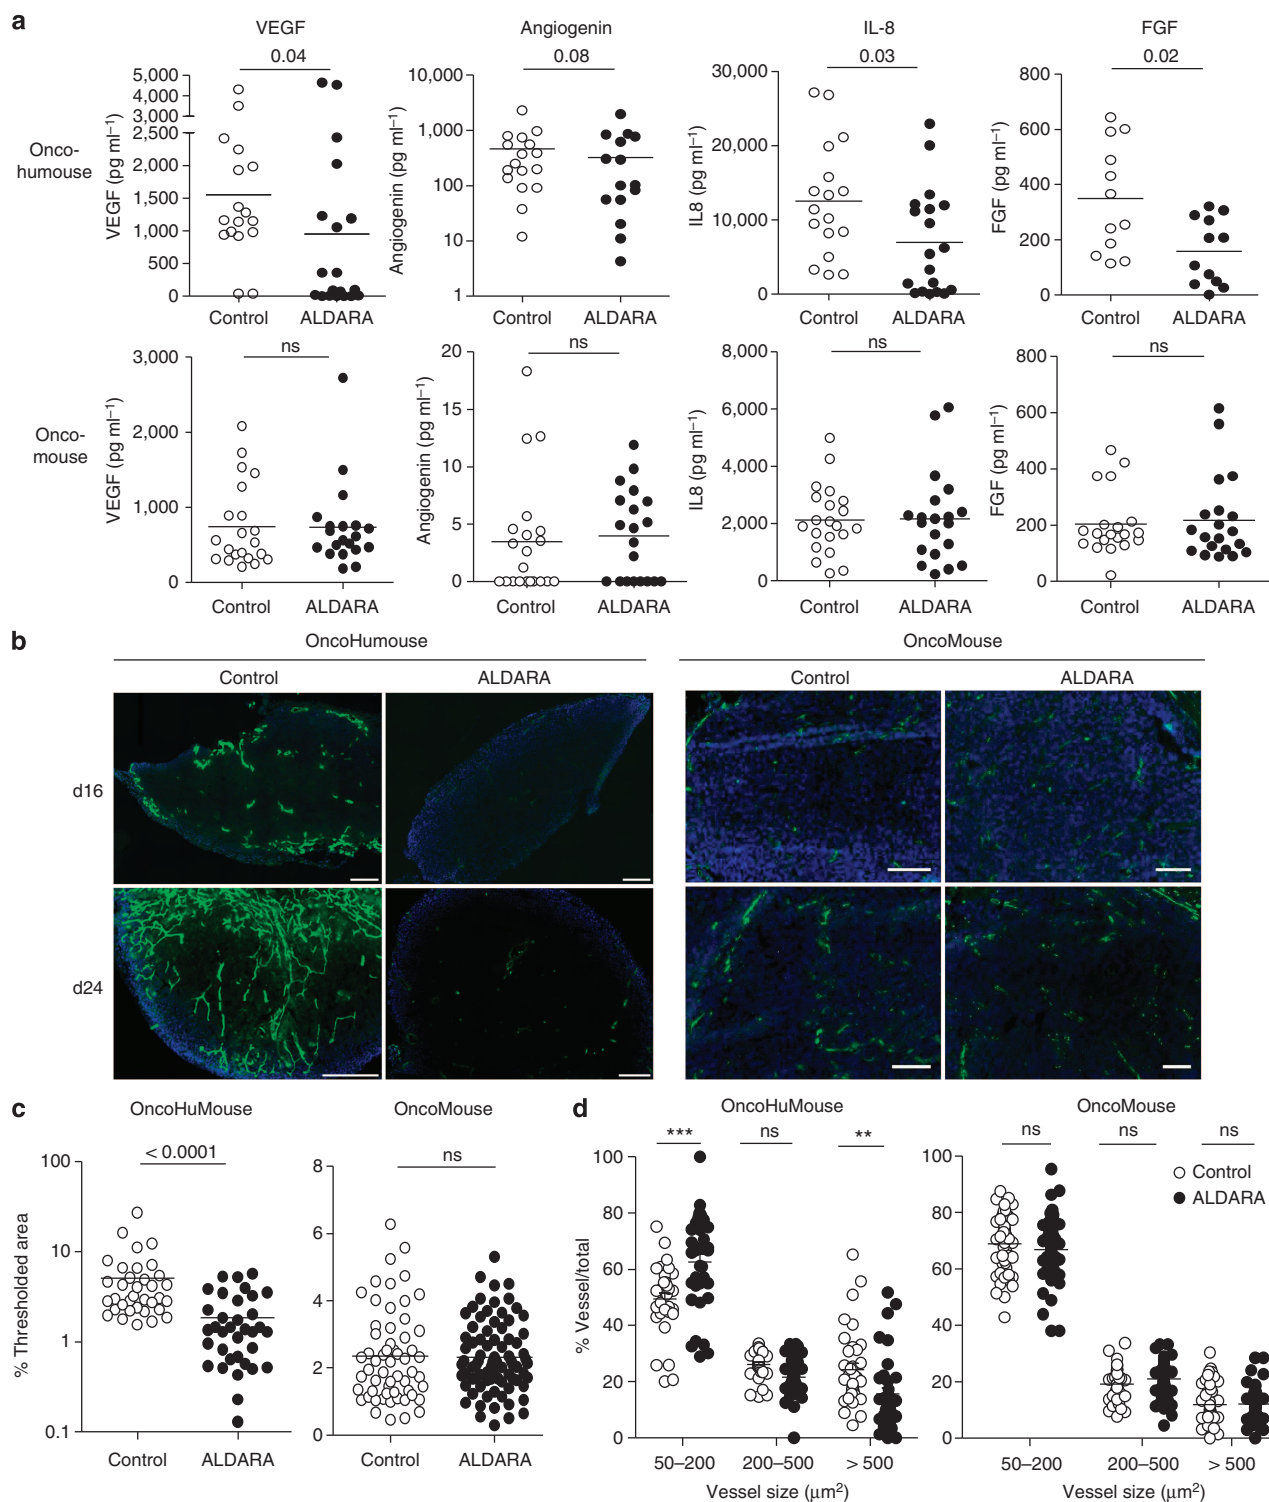 a
VEGF
Angiogenin
IL-8
FGF
0.04
0.08
0.03
0.02
Onco-
humouse
VEGF (pg ml⁻¹)
5,000
4,000
3,000
2,500
2,000
1,500
1,000
500
0
Control
ALDARA
Angiogenin (pg ml⁻¹)
10,000
1,000
100
10
1
Control
ALDARA
IL8 (pg ml⁻¹)
30,000
20,000
10,000
0
Control
ALDARA
FGF (pg ml⁻¹)
800
600
400
200
0
Control
ALDARA
Onco-
mouse
ns
VEGF (pg ml⁻¹)
3,000
2,000
1,000
0
Control
ALDARA
ns
Angiogenin (pg ml⁻¹)
20
15
10
5
0
Control
ALDARA
ns
IL8 (pg ml⁻¹)
8,000
6,000
4,000
2,000
0
Control
ALDARA
ns
FGF (pg ml⁻¹)
800
600
400
200
0
Control
ALDARA
b
OncoHumouse
OncoMouse
Control
ALDARA
Control
ALDARA
d16
d24
c
OncoHuMouse
OncoMouse
< 0.0001
% Thresholded area
100
10
1
0.1
Control
ALDARA
ns
8
6
4
2
0
Control
ALDARA
d
OncoHuMouse
OncoMouse
***
ns
**
% Vessel/total
100
80
60
40
20
0
50–200
200–500
> 500
Vessel size (μm²)
ns
ns
ns
Control
ALDARA
100
80
60
40
20
0
50–200
200–500
> 500
Vessel size (μm²)